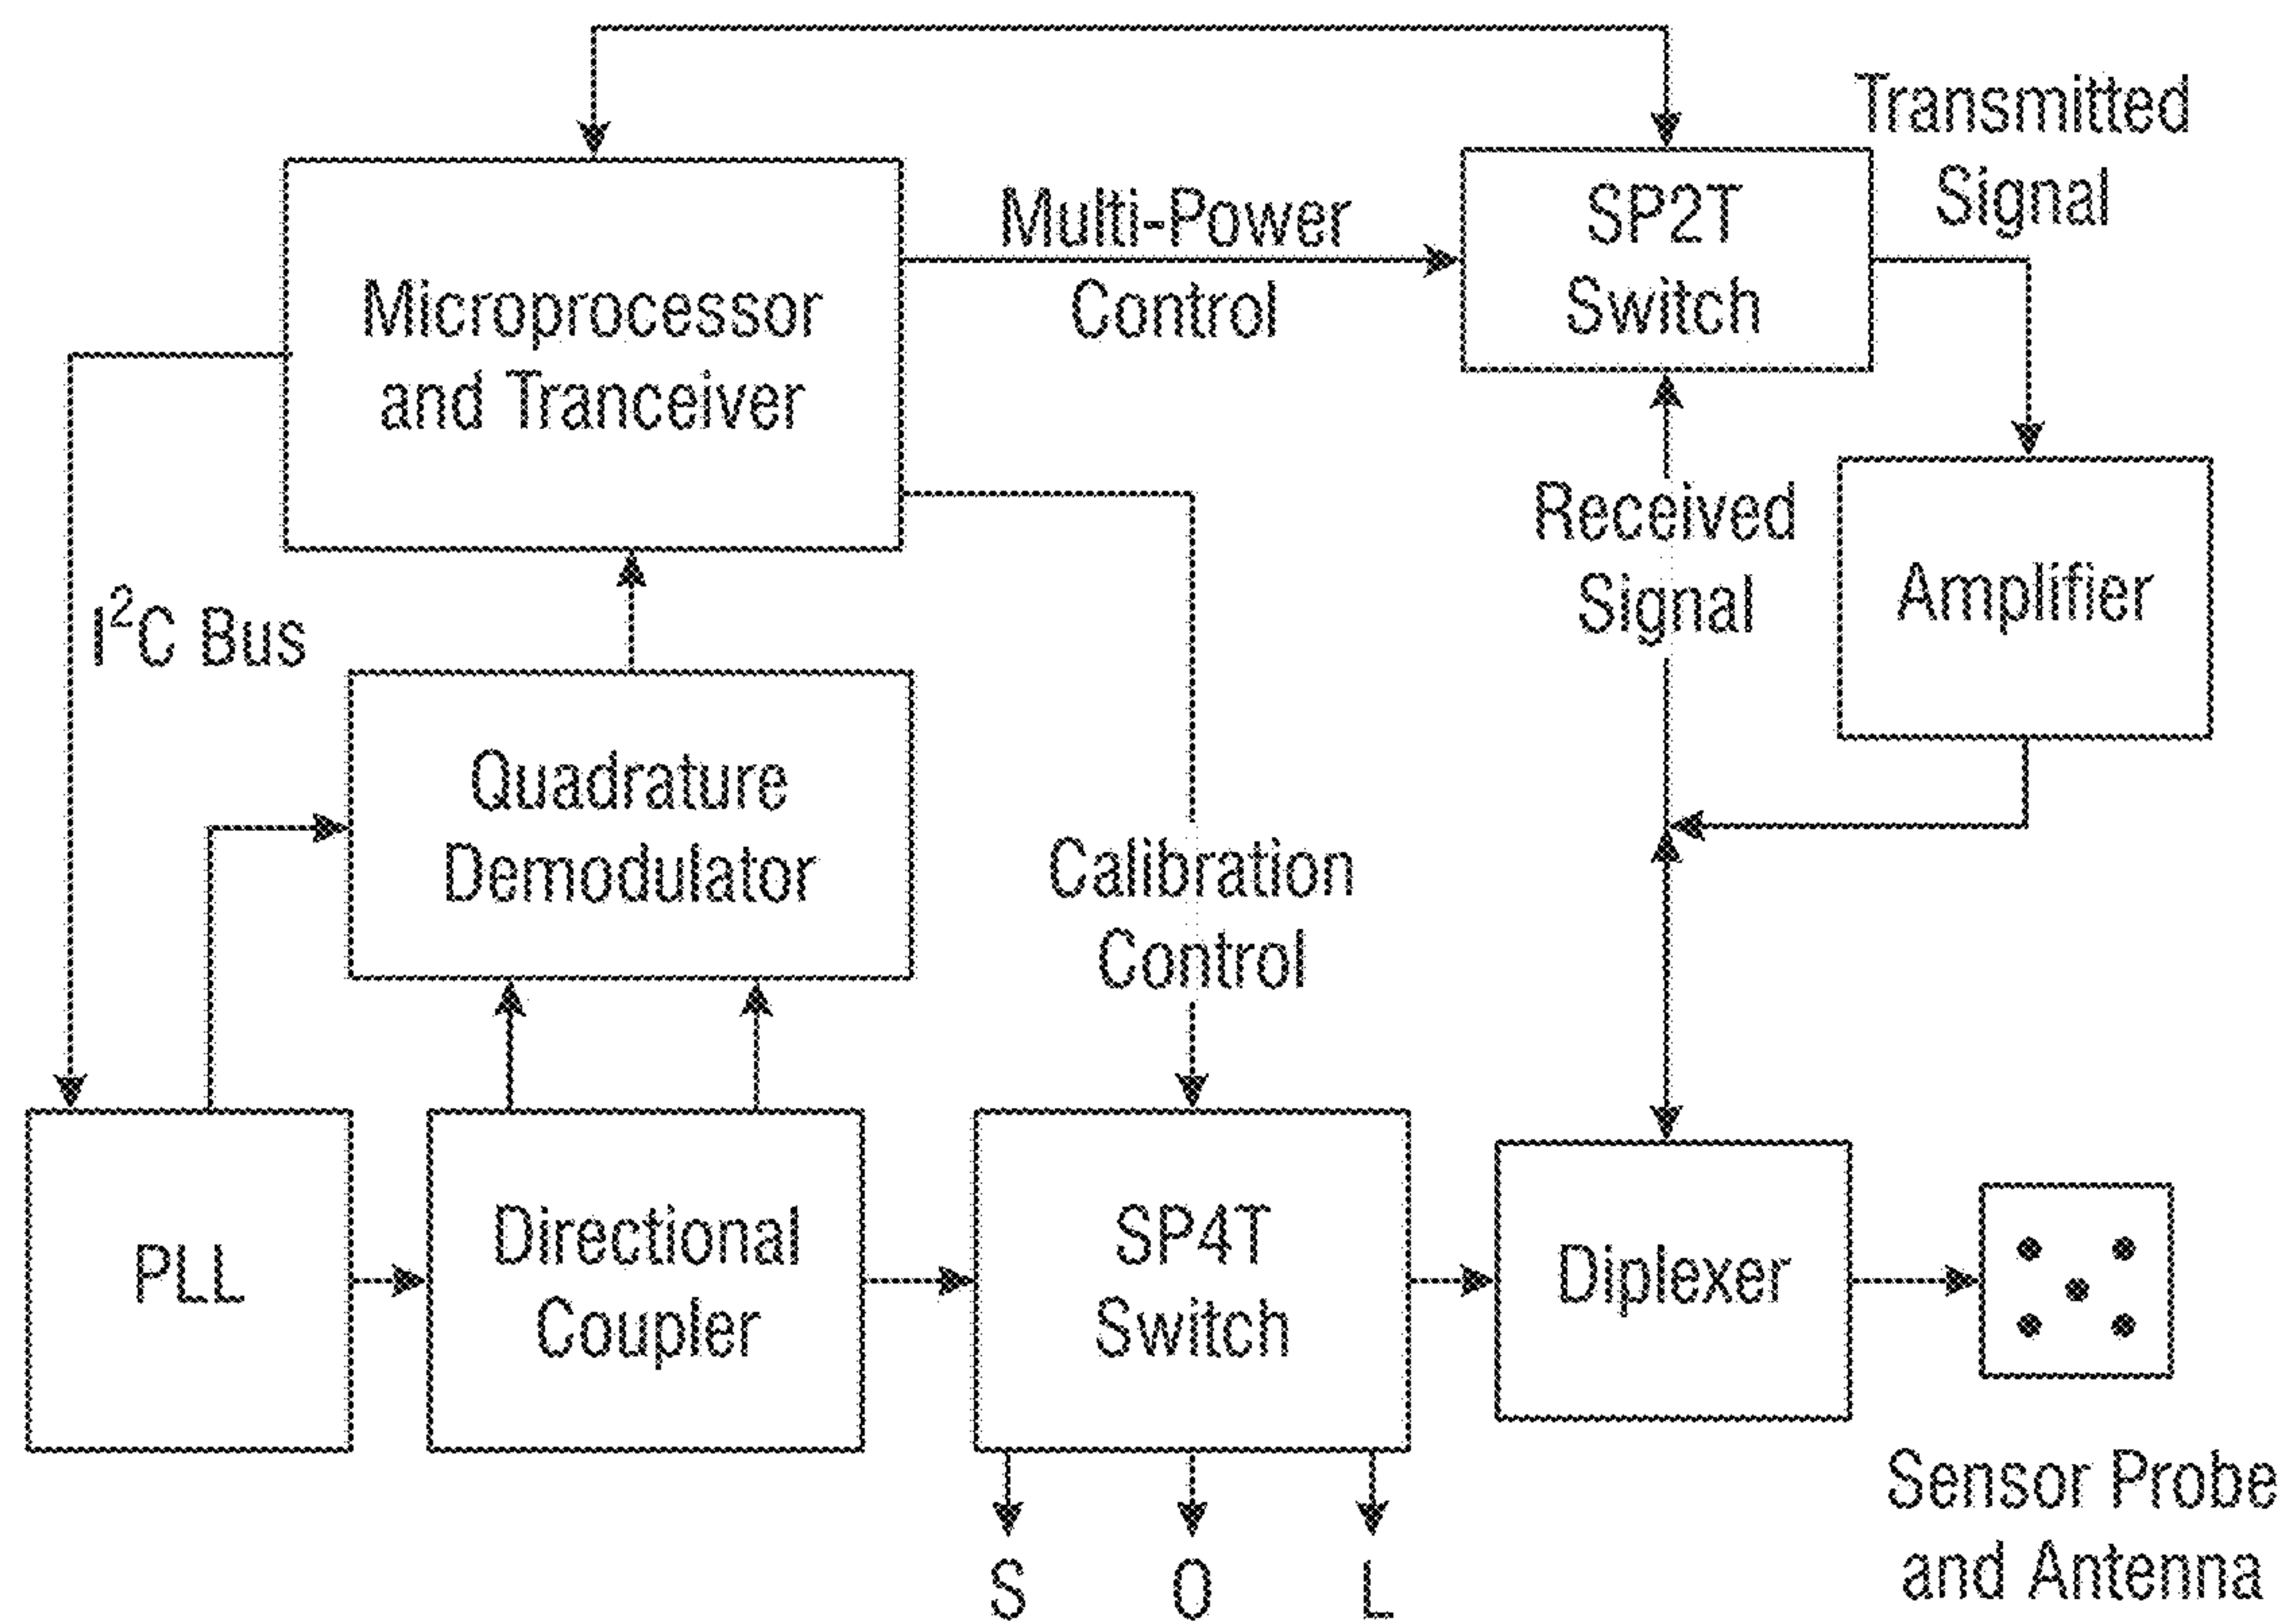 Transmitted
Signal
SP2T
Switch
Multi-Power
Control
Microprocessor
and Tranceiver
Received
Signal
Amplifier
I²C Bus
Quadrature
Demodulator
Calibration
Control
PLL
Directional
Coupler
SP4T
Switch
Diplexer
Sensor Probe
and Antenna
S
O
L